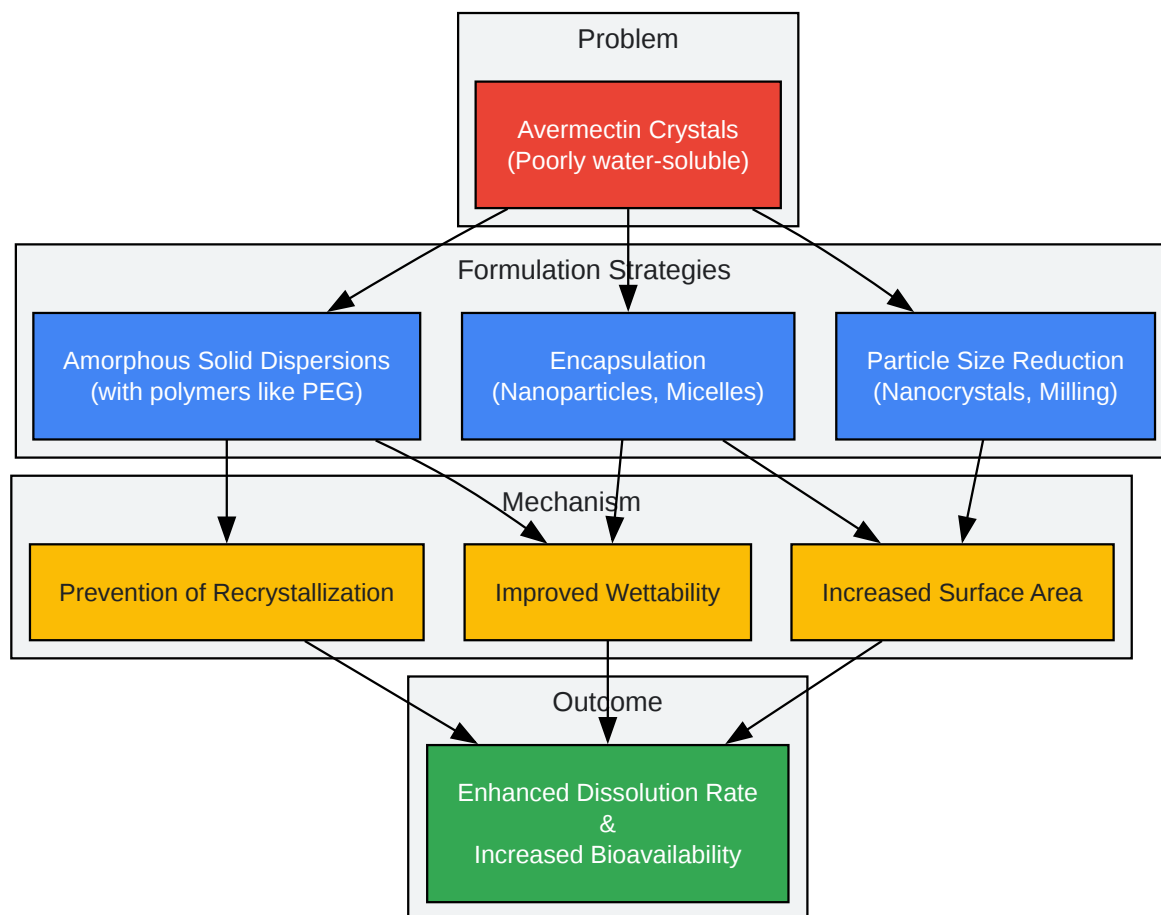 Problem
Avermectin Crystals
(Poorly water-soluble)
Formulation Strategies
Amorphous Solid Dispersions
(with polymers like PEG)
Encapsulation
(Nanoparticles, Micelles)
Particle Size Reduction
(Nanocrystals, Milling)
Mechanism
Prevention of Recrystallization
Improved Wettability
Increased Surface Area
Outcome
Enhanced Dissolution Rate
&
Increased Bioavailability